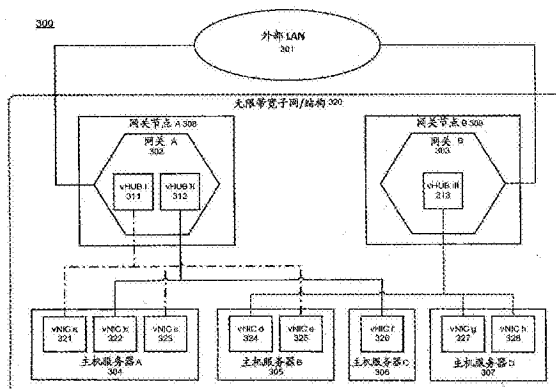 300
外部 LAN
301
无限带宽子网/结构 320
网关节点 A 308
网关 A
302
vHUB i
311
vHUB ii
312
网关节点 B 309
网关 B
303
vHUB iii
313
vNIC a
321
vNIC b
322
vNIC c
323
主机服务器 A
304
vNIC d
324
vNIC e
325
主机服务器 B
305
vNIC f
326
主机服务器 C
306
vNIC g
327
vNIC h
328
主机服务器 D
307